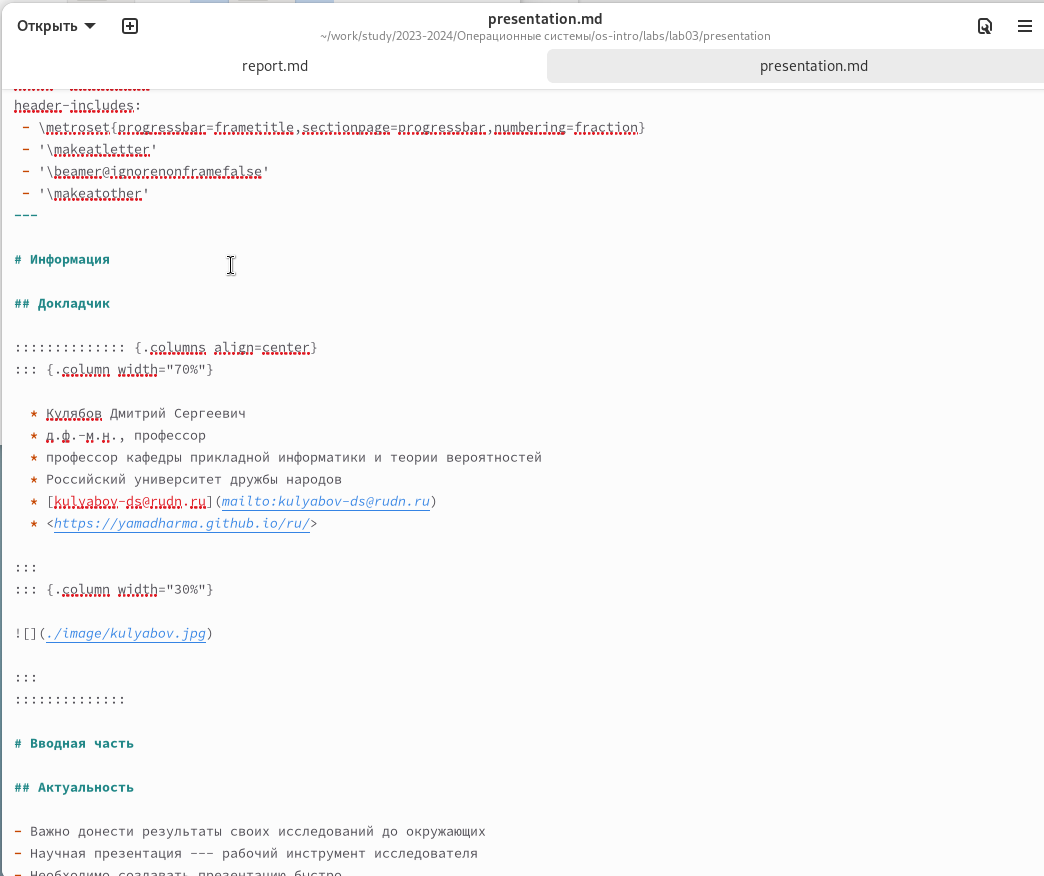 Открыть
presentation.md
~/work/study/2023-2024/Операционные системы/os-intro/labs/lab03/presentation
report.md
presentation.md
header-includes:
- \metroset{progressbar=frametitle,sectionpage=progressbar,numbering=fraction}
- '\makeatletter'
- '\beamer@ignorenonframefalse'
- '\makeatother'
---
# Информация
## Докладчик
:::::::::::::: {.columns align=center}
::: {.column width="70%"}
* Кулябов Дмитрий Сергеевич
* д.ф.-м.н., профессор
* профессор кафедры прикладной информатики и теории вероятностей
* Российский университет дружбы народов
* [kulyabov-ds@rudn.ru](mailto:kulyabov-ds@rudn.ru)
* <https://yamadharma.github.io/ru/>
:::
::: {.column width="30%"}
![](./image/kulyabov.jpg)
:::
::::::::::::::
# Вводная часть
## Актуальность
- Важно донести результаты своих исследований до окружающих
- Научная презентация --- рабочий инструмент исследователя
- Необходимо создавать презентацию быстро